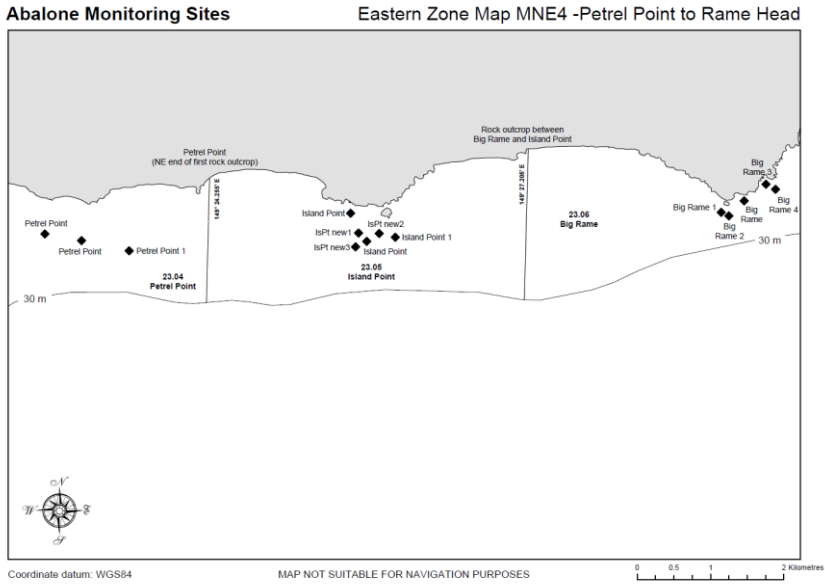 Abalone Monitoring Sites
Eastern Zone Map MNE4 -Petrel Point to Rame Head
Rock outcrop between
Big Rame and Island Point
Petrel Point
(NE end of first rock outcrop)
149° 24.255' E
149° 27.205' E
Big
Rame 3
Big
Rame 4
Big Rame 1
Big
Rame
Big
Rame 2
Island Point
IsPt new2
IsPt new1
Island Point 1
IsPt new3
Island Point
23.06
Big Rame
Petrel Point
Petrel Point
Petrel Point 1
23.04
Petrel Point
23.05
Island Point
30 m
30 m
N
W
E
S
Coordinate datum: WGS84
MAP NOT SUITABLE FOR NAVIGATION PURPOSES
0 0.5 1 2 Kilometres